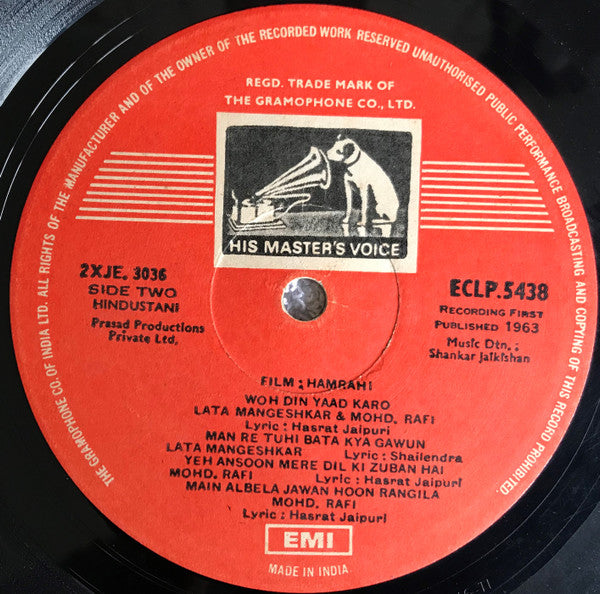 THE GRAMOPHONE CO. OF INDIA LTD. ALL RIGHTS OF THE MANUFACTURER AND OF THE OWNER OF THE RECORDED WORK RESERVED UNAUTHORISED PUBLIC PERFORMANCE BROADCASTING AND COPYING OF THIS RECORD PROHIBITED.
REGD. TRADE MARK OF
THE GRAMOPHONE CO., LTD.
HIS MASTER'S VOICE
2XJE. 3036
SIDE TWO
HINDUSTANI
Prasad Productions
Private Ltd.
ECLP.5438
RECORDING FIRST
PUBLISHED 1963
Music Dtn. :
Shankar Jaikishan
FILM : HAMRAHI
WOH DIN YAAD KARO
LATA MANGESHKAR & MOHD. RAFI
Lyric : Hasrat Jaipuri
MAN RE TUHI BATA KYA GAWUN
LATA MANGESHKAR Lyric : Shailendra
YEH ANSOON MERE DIL KI ZUBAN HAI
MOHD. RAFI Lyric : Hasrat Jaipuri
MAIN ALBELA JAWAN HOON RANGILA
MOHD. RAFI
Lyric : Hasrat Jaipuri
EMI
MADE IN INDIA